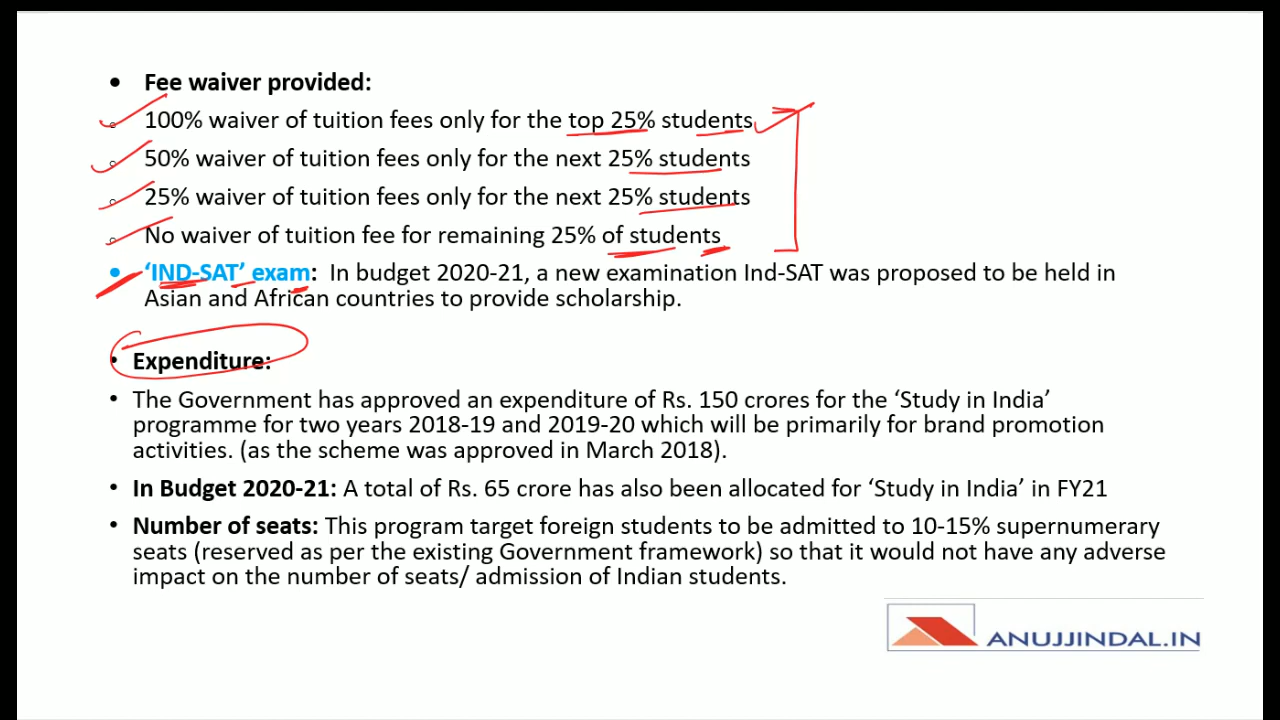 • Fee waiver provided:
○ 100% waiver of tuition fees only for the top 25% students
○ 50% waiver of tuition fees only for the next 25% students
○ 25% waiver of tuition fees only for the next 25% students
○ No waiver of tuition fee for remaining 25% of students
• ‘IND-SAT’ exam: In budget 2020-21, a new examination Ind-SAT was proposed to be held in
Asian and African countries to provide scholarship.
• Expenditure:
• The Government has approved an expenditure of Rs. 150 crores for the ‘Study in India’
programme for two years 2018-19 and 2019-20 which will be primarily for brand promotion
activities. (as the scheme was approved in March 2018).
• In Budget 2020-21: A total of Rs. 65 crore has also been allocated for ‘Study in India’ in FY21
• Number of seats: This program target foreign students to be admitted to 10-15% supernumerary
seats (reserved as per the existing Government framework) so that it would not have any adverse
impact on the number of seats/ admission of Indian students.
ANUJJINDAL.IN